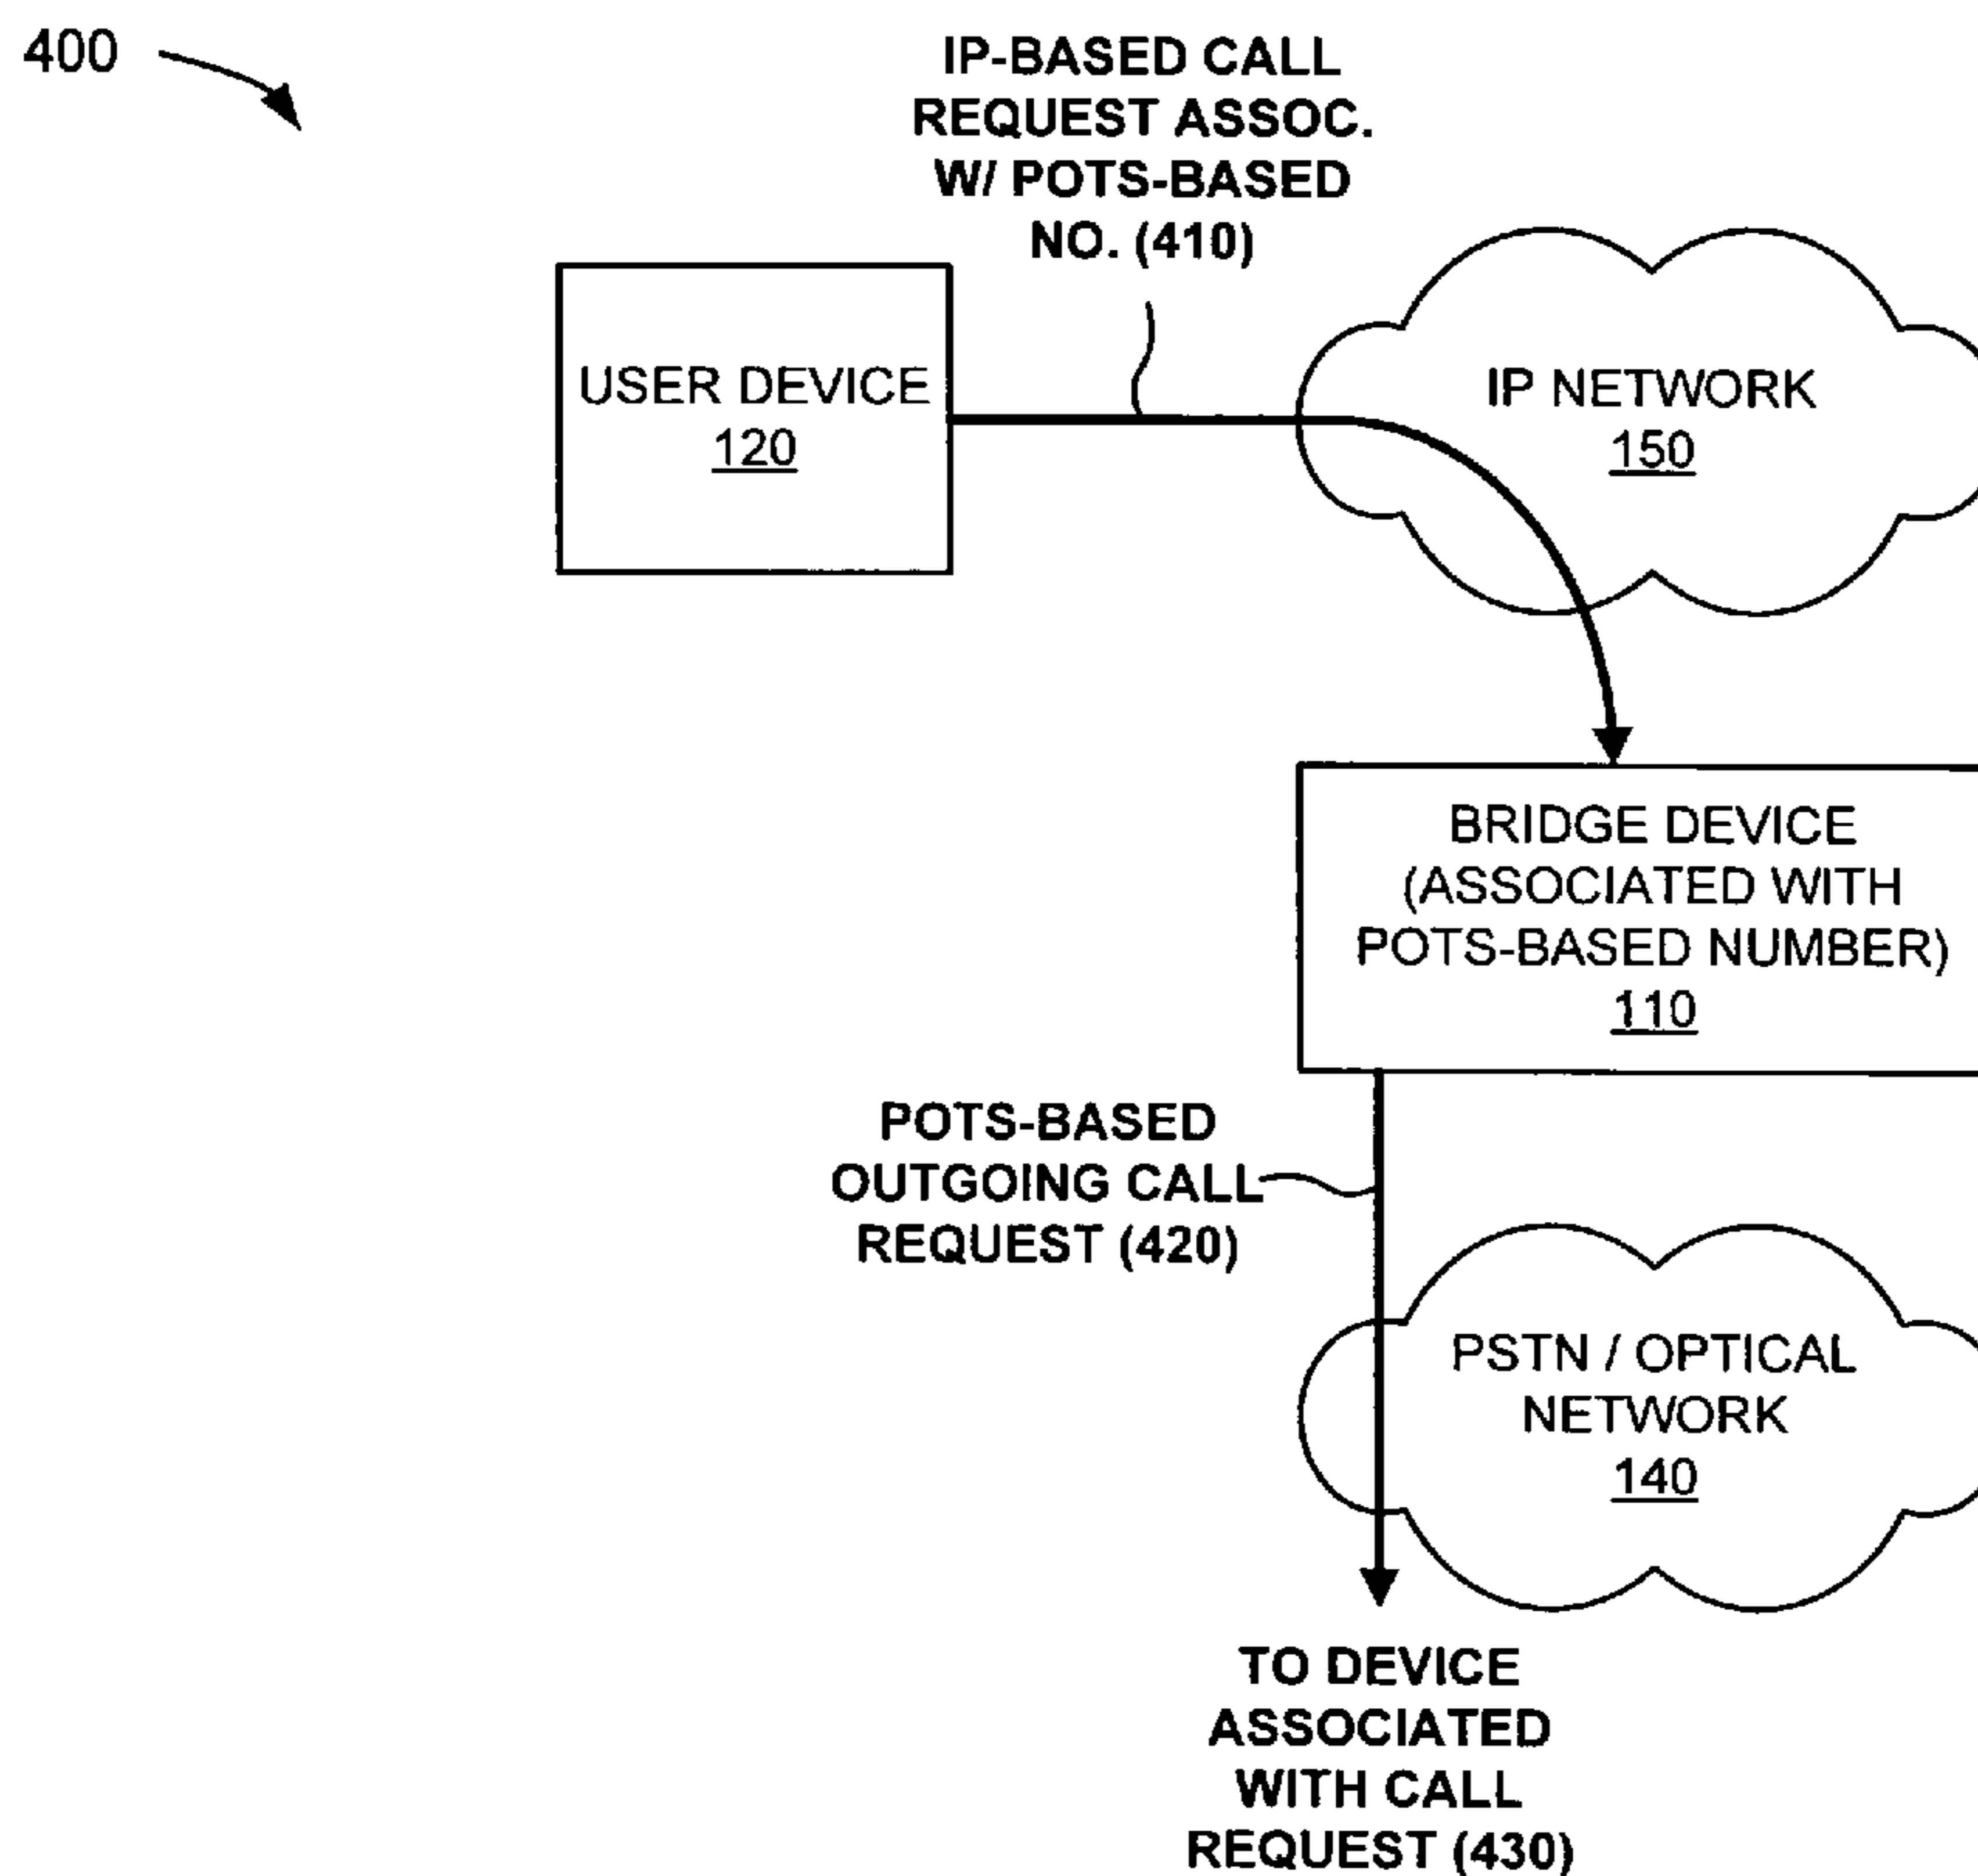 400
IP-BASED CALL
REQUEST ASSOC.
W/ POTS-BASED
NO. (410)
USER DEVICE
120
IP NETWORK
150
BRIDGE DEVICE
(ASSOCIATED WITH
POTS-BASED NUMBER)
110
POTS-BASED
OUTGOING CALL
REQUEST (420)
PSTN / OPTICAL
NETWORK
140
TO DEVICE
ASSOCIATED
WITH CALL
REQUEST (430)